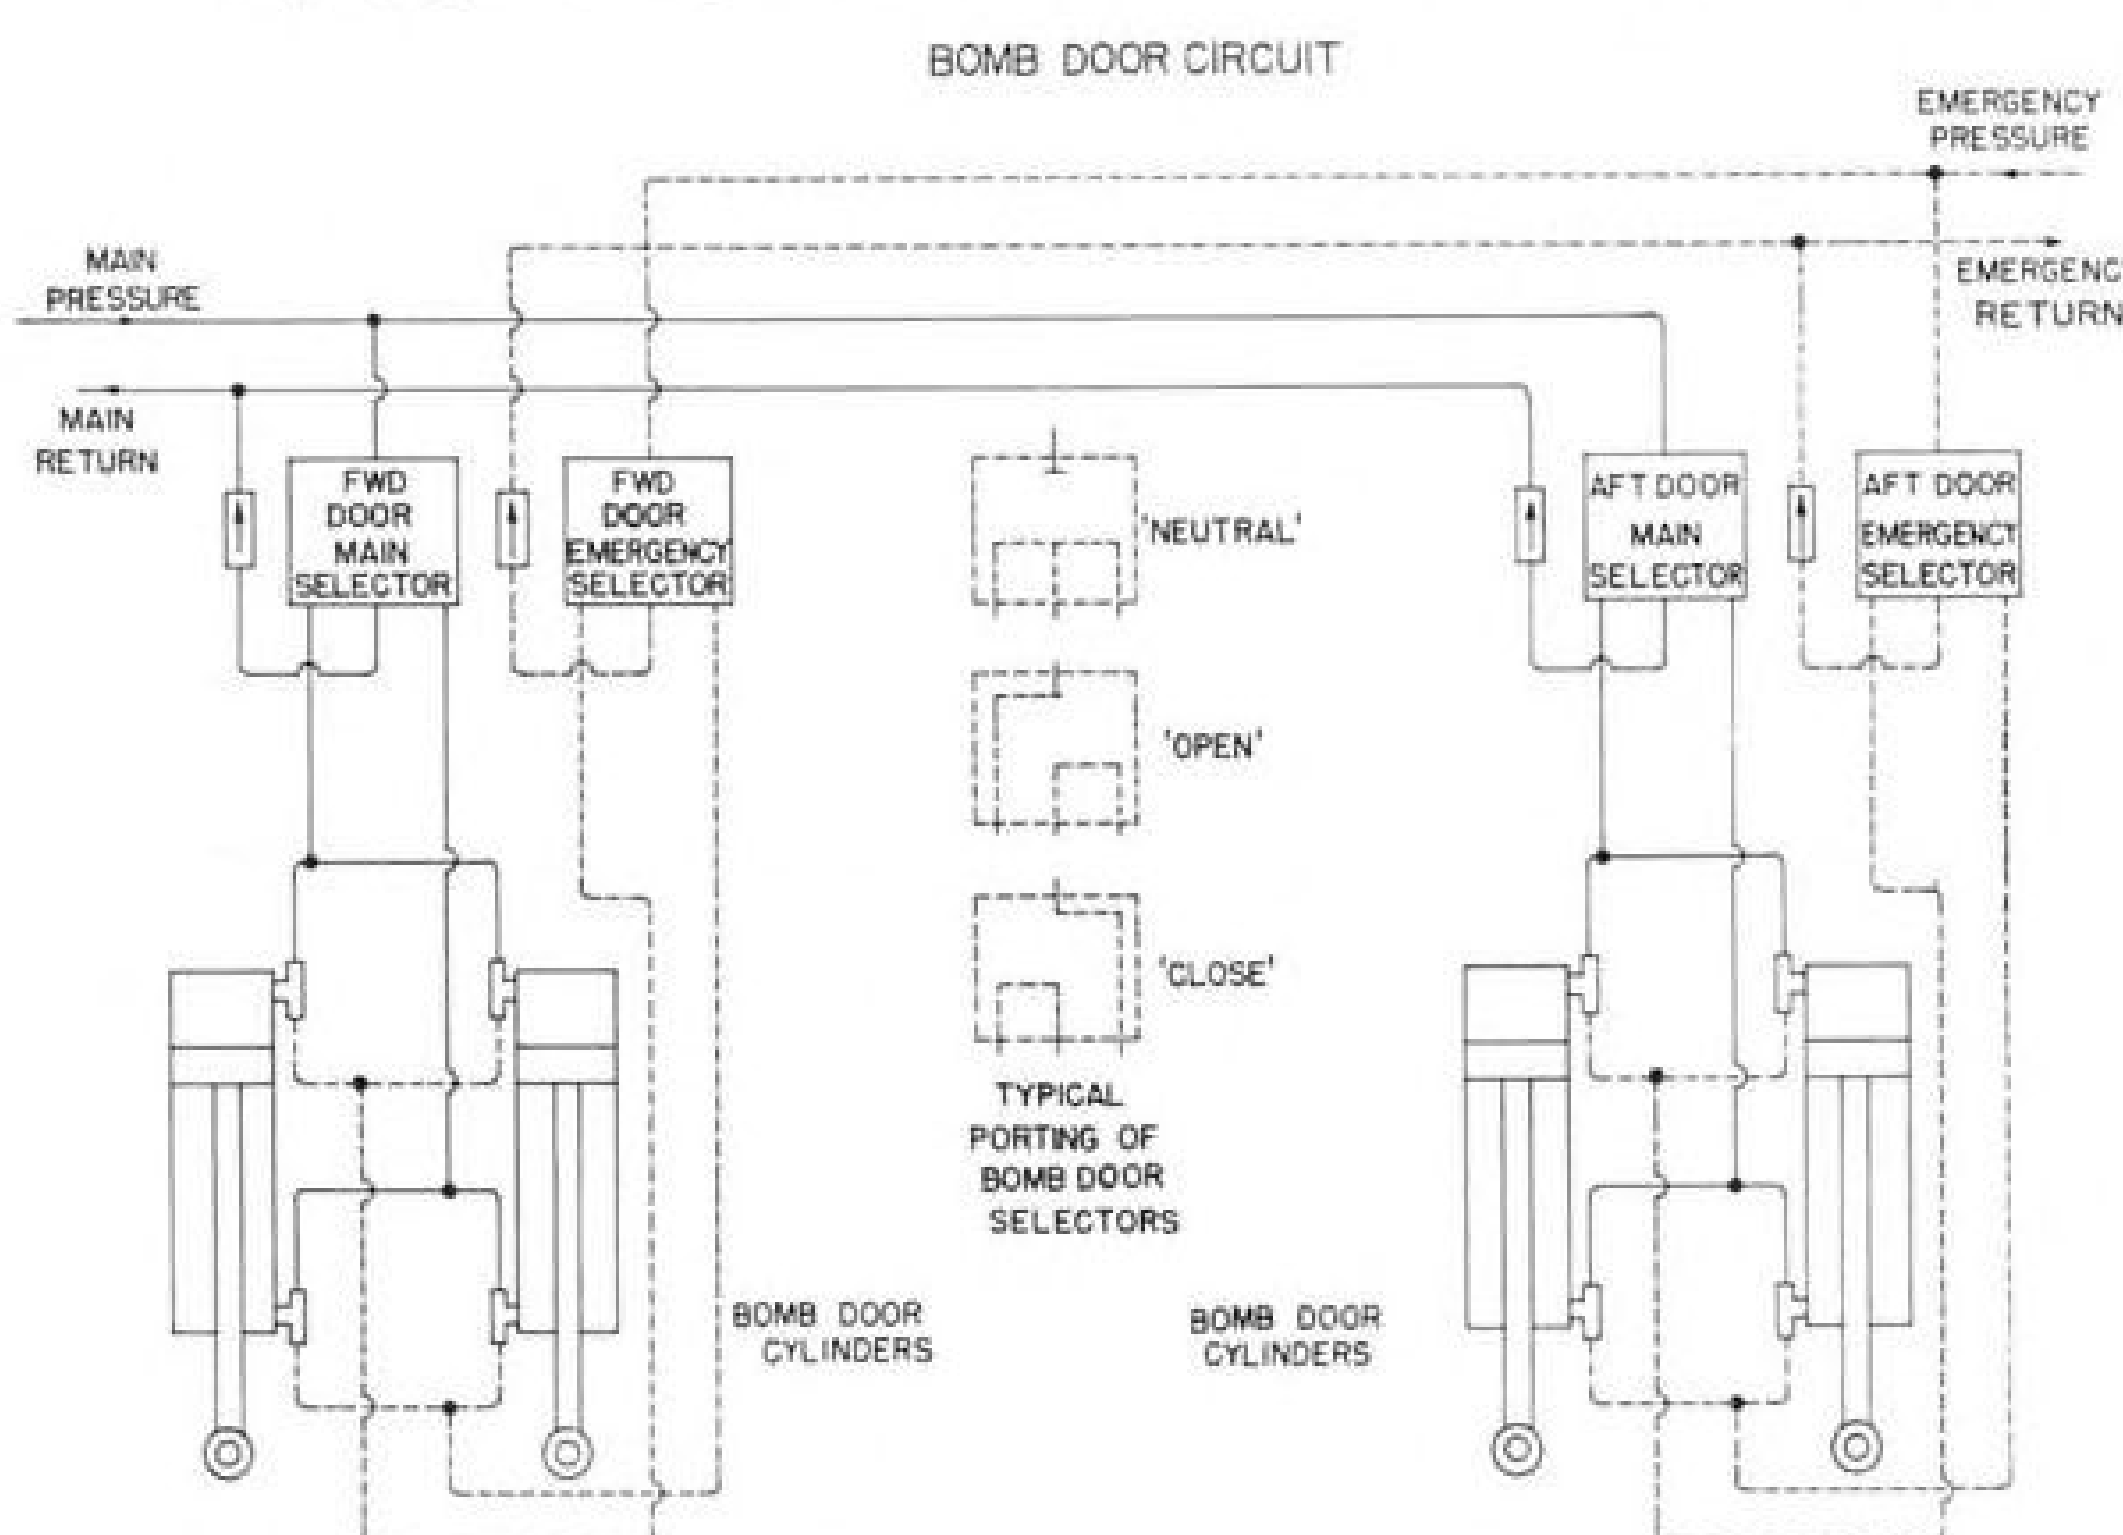 BOMB DOOR CIRCUIT
EMERGENCY
PRESSURE
MAIN
PRESSURE
EMERGENC
RETURN
MAIN
RETURN
FWD
DOOR
MAIN
SELECTOR
FWD
DOOR
EMERGENCY
SELECTOR
'NEUTRAL'
AFT DOOR
MAIN
SELECTOR
AFT DOOR
EMERGENCY
SELECTOR
'OPEN'
'CLOSE'
TYPICAL
PORTING OF
BOMB DOOR
SELECTORS
BOMB DOOR
CYLINDERS
BOMB DOOR
CYLINDERS